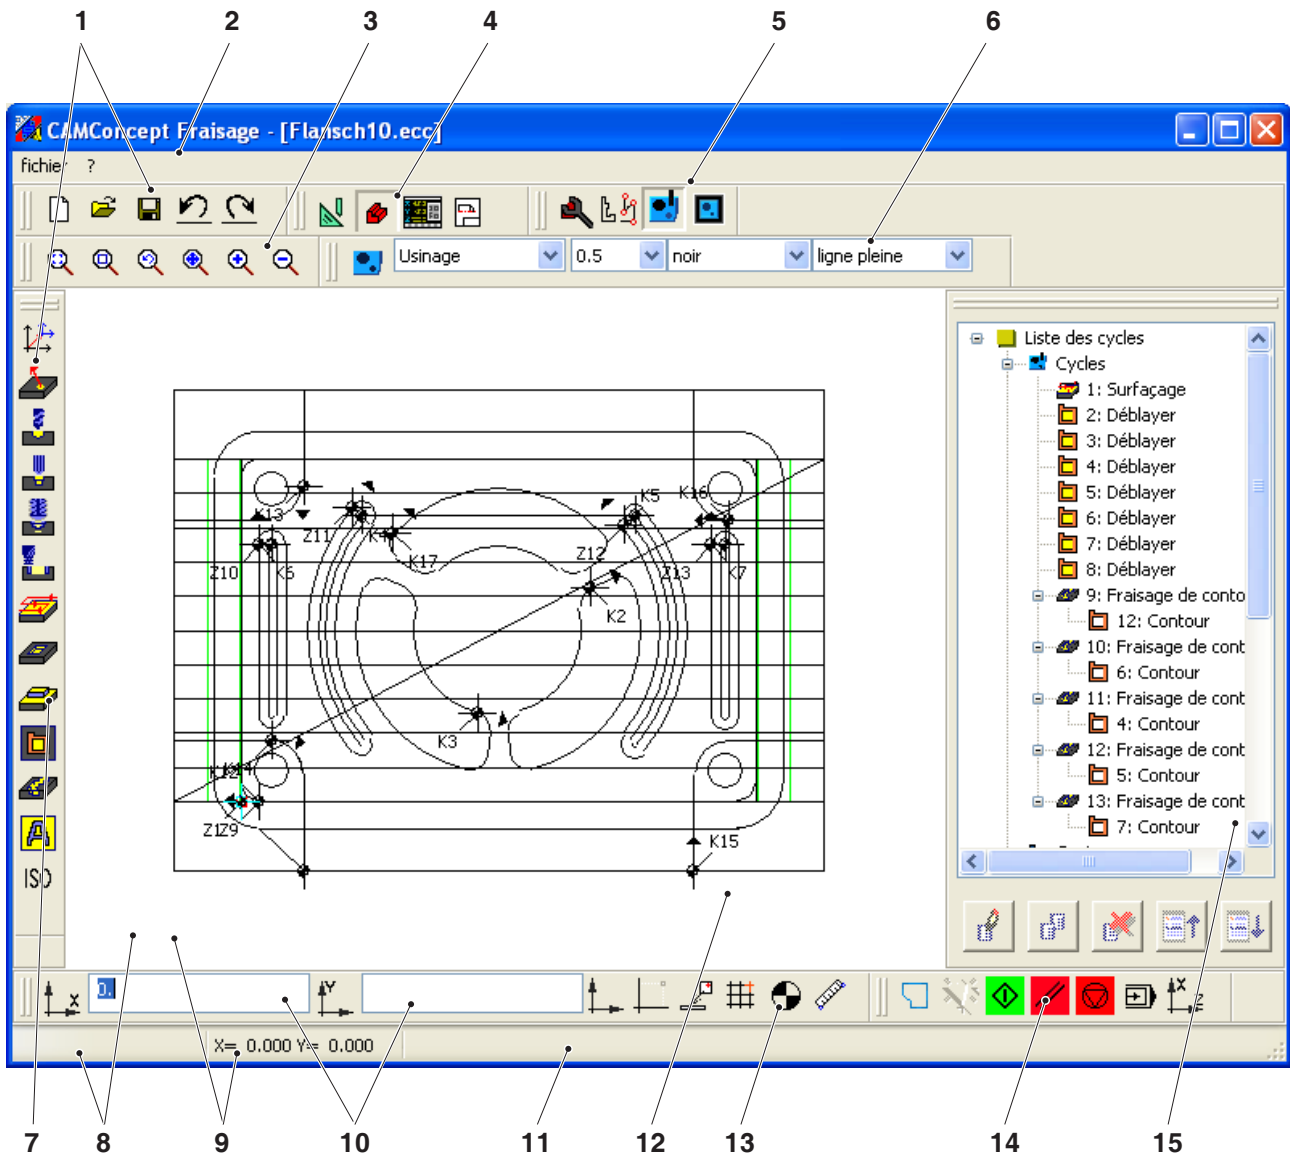 1 2 3 4 5 6
CAMConcept Fraisage - [Flansch10.ecc]
fichier ?
Usinage 0.5 noir ligne pleine
Liste des cycles
Cycles
1: Surfaçage
2: Déblayer
3: Déblayer
4: Déblayer
5: Déblayer
6: Déblayer
7: Déblayer
8: Déblayer
9: Fraisage de conto
12: Contour
10: Fraisage de cont
6: Contour
11: Fraisage de cont
4: Contour
12: Fraisage de cont
5: Contour
13: Fraisage de cont
7: Contour
K5 K16
K13
Z11 K4
K17 Z12
Z10 K6 Z13 K7
K2
K3
K12 K14
Z1 Z9
K15
ISO
X Y 0. X Z
X= 0.000 Y= 0.000
7 8 9 10 11 12 13 14 15